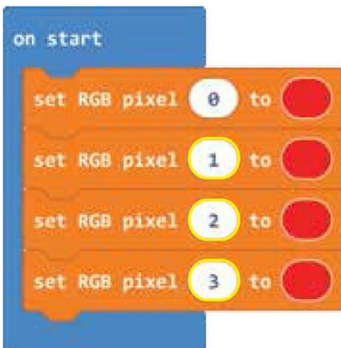 on start
set RGB pixel 0 to
set RGB pixel 1 to
set RGB pixel 2 to
set RGB pixel 3 to